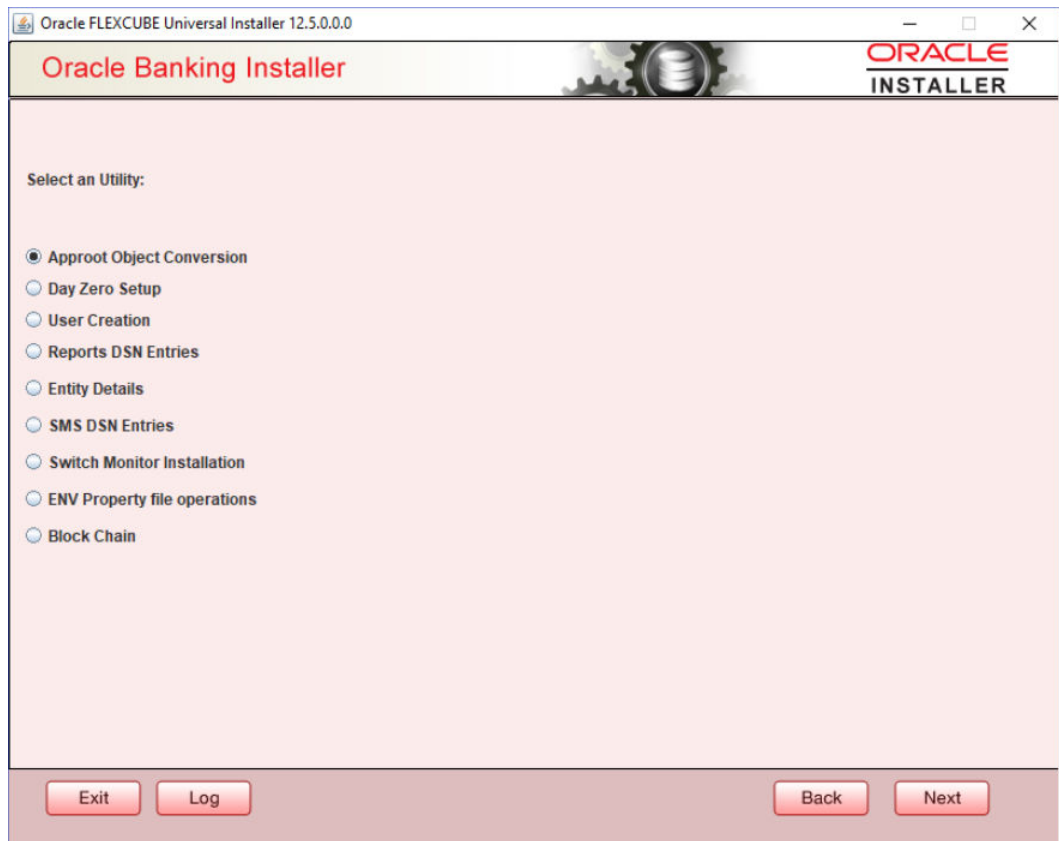 Oracle FLEXCUBE Universal Installer 12.5.0.0.0
Oracle Banking Installer
ORACLE
INSTALLER
Select an Utility:
Approot Object Conversion
Day Zero Setup
User Creation
Reports DSN Entries
Entity Details
SMS DSN Entries
Switch Monitor Installation
ENV Property file operations
Block Chain
Exit Log Back Next